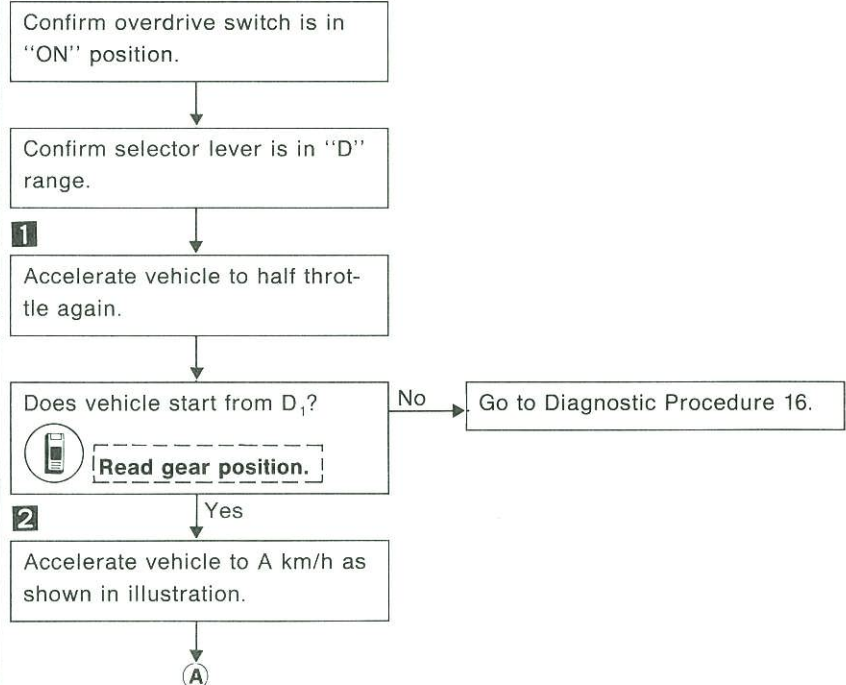 Confirm overdrive switch is in
“ON” position.
Confirm selector lever is in “D”
range.
1
Accelerate vehicle to half throt-
tle again.
Does vehicle start from D₁?
Read gear position.
No
Go to Diagnostic Procedure 16.
2
Yes
Accelerate vehicle to A km/h as
shown in illustration.
A